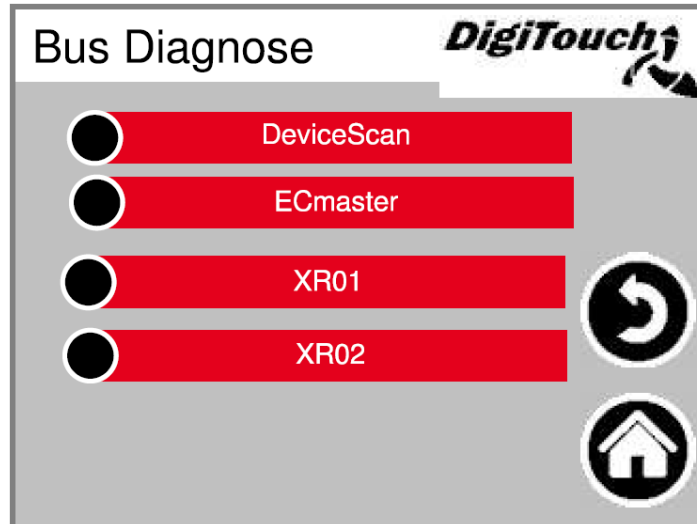 Bus Diagnose
DigiTouch
DeviceScan
ECmaster
XR01
XR02